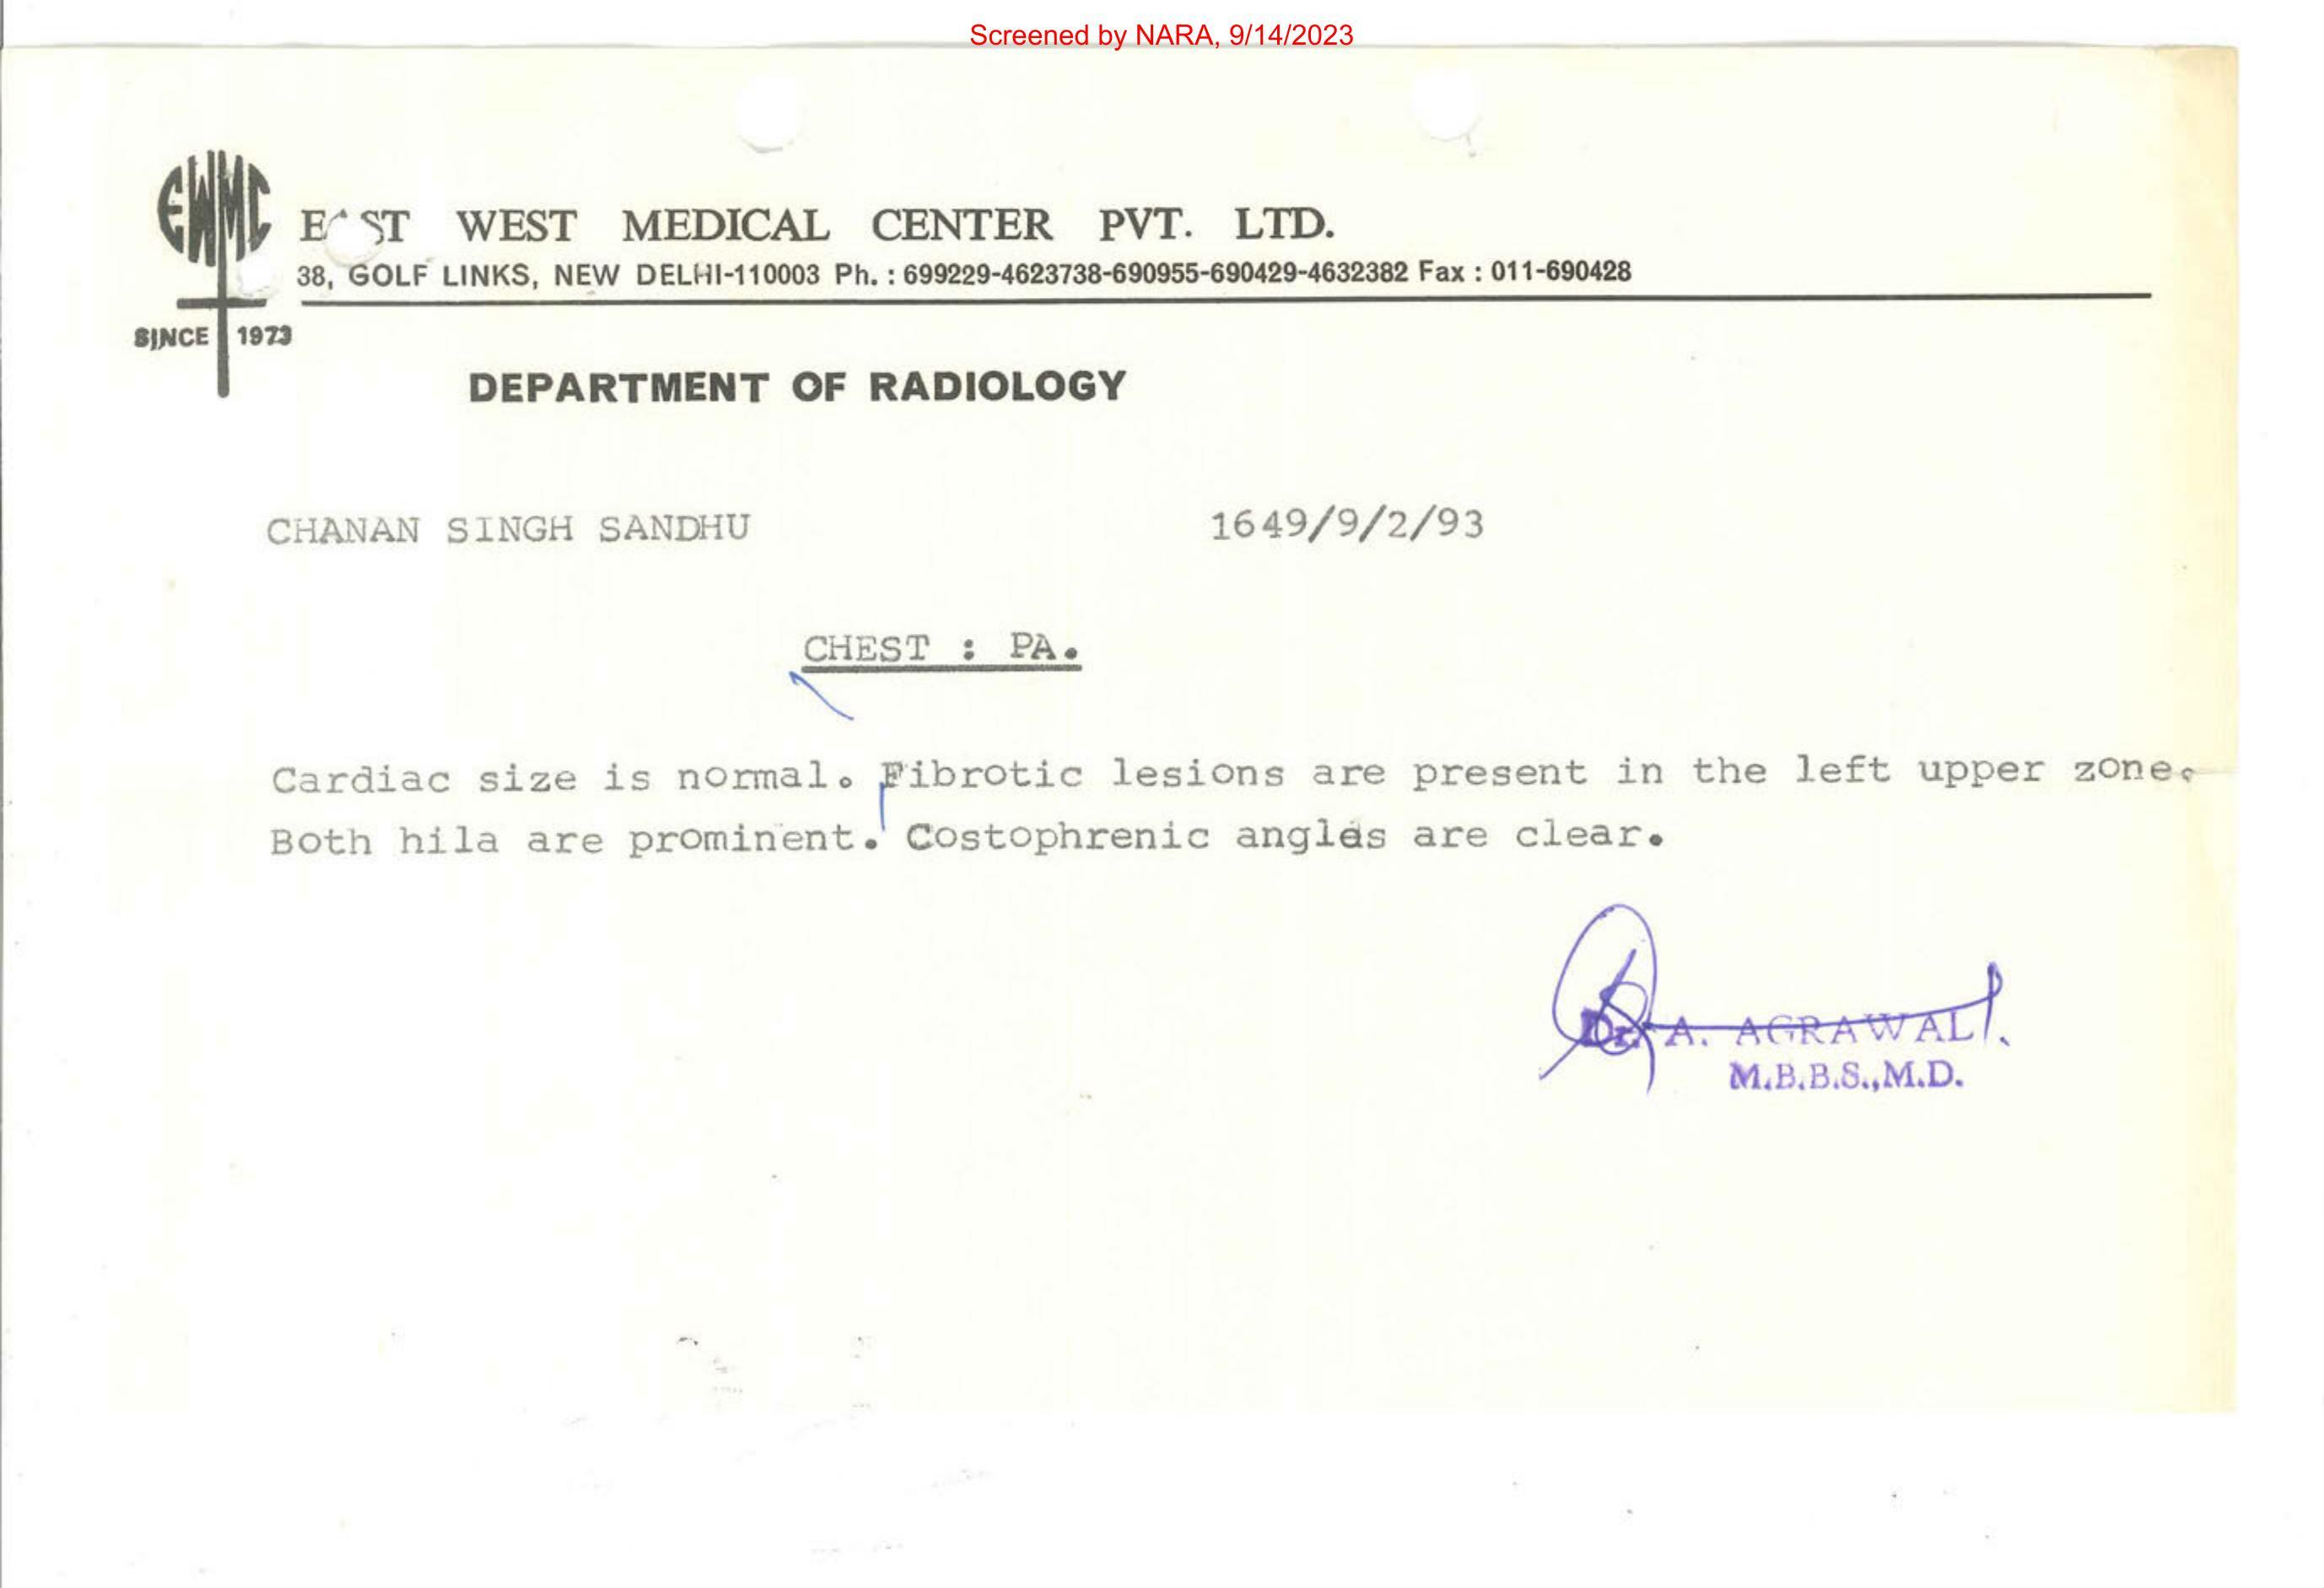 Screened by NARA, 9/14/2023
EWMC
EAST WEST MEDICAL CENTER PVT. LTD.
38, GOLF LINKS, NEW DELHI-110003 Ph. : 699229-4623738-690955-690429-4632382 Fax : 011-690428
SINCE 1973
DEPARTMENT OF RADIOLOGY
CHANAN SINGH SANDHU 1649/9/2/93
CHEST : PA.
Cardiac size is normal. Fibrotic lesions are present in the left upper zone.
Both hila are prominent. Costophrenic angles are clear.
Dr. A. AGRAWAL
M.B.B.S.,M.D.